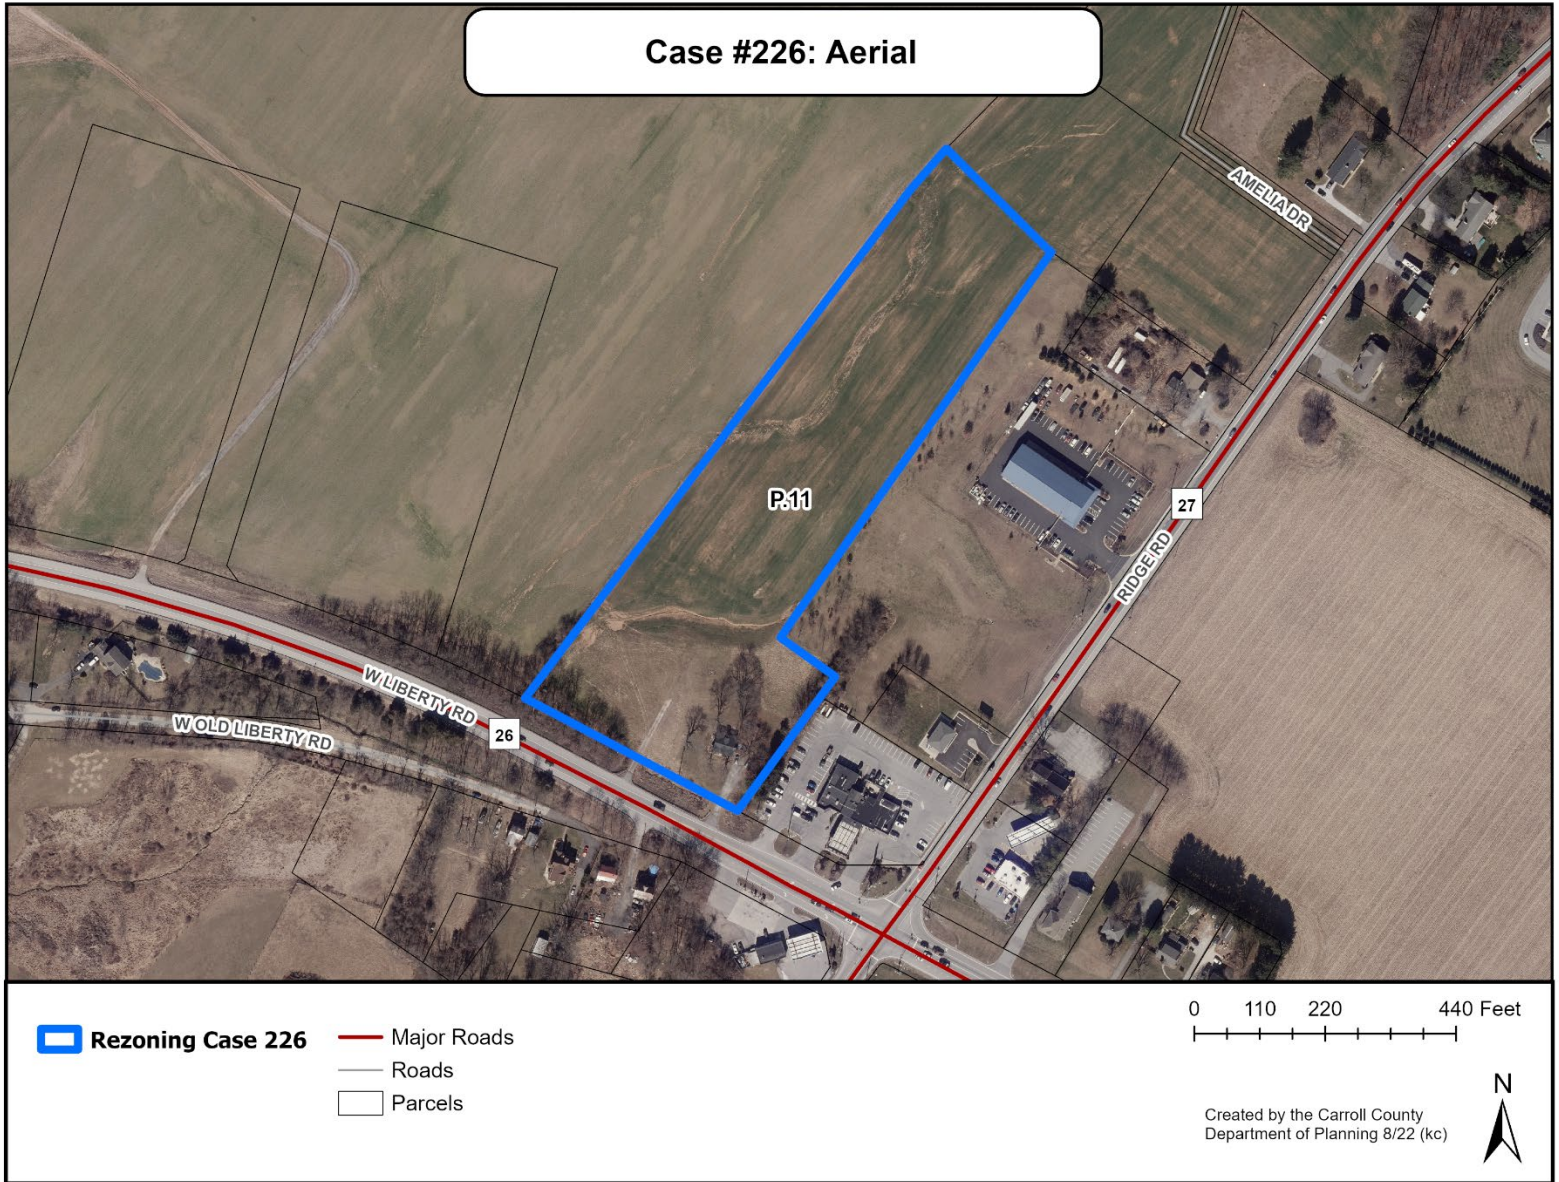 Case #226: Aerial
AMELIA DR
P.11
27
RIDGE RD
W LIBERTY RD
26
W OLD LIBERTY RD
Rezoning Case 226
Major Roads
Roads
Parcels
0 110 220 440 Feet
N
Created by the Carroll County
Department of Planning 8/22 (kc)